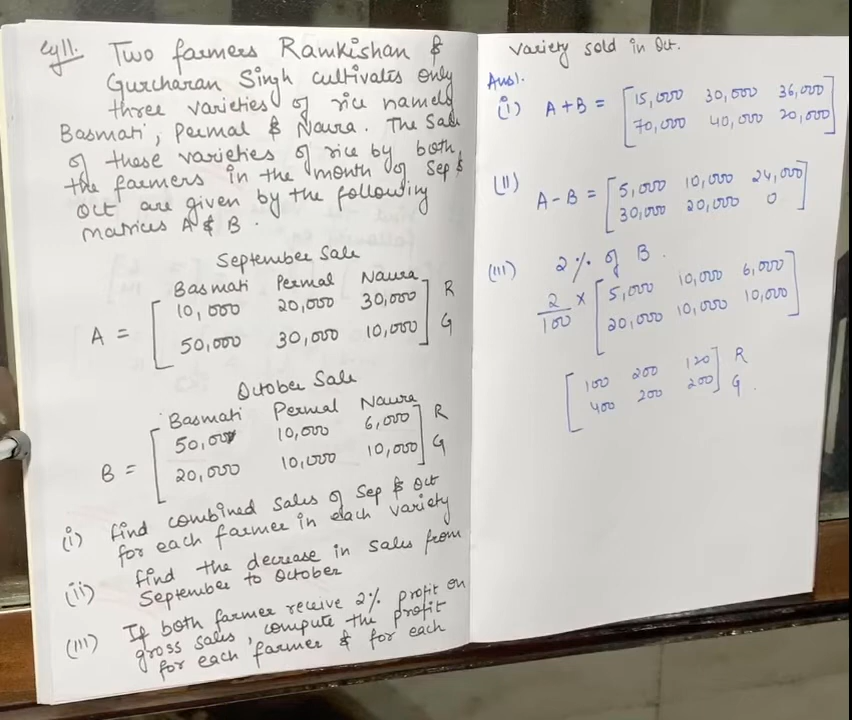 eg 11. Two farmers Ramkishan &
Gurcharan Singh cultivates only
three varieties of rice namely
Basmati, Permal & Naura. The Sale
of these varieties of rice by both
the farmers in the month of Sep &
Oct are given by the following
matrices A & B.
September Sale
Basmati Permal Naura
A = [ 10,000 20,000 30,000 ] R
50,000 30,000 10,000 G
October Sale
Basmati Permal Naura
B = [ 50,00 10,000 6,000 ] R
20,000 10,000 10,000 G
(i) find combined sales of Sep & Oct
for each farmer in each variety
(ii) find the decrease in sales from
September to October
(III) If both farmer receive 2% profit on
gross sales, compute the profit
for each farmer & for each
variety sold in Oct.
Ans1.
(i) A + B = [ 15,000 30,000 36,000 ]
70,000 40,000 20,000
(II) A - B = [ 5,000 10,000 24,000 ]
30,000 20,000 0
(III) 2% of B.
2/100 × [ 5,000 10,000 6,000 ]
20,000 10,000 10,000
[ 100 200 120 ] R
400 200 200 G.